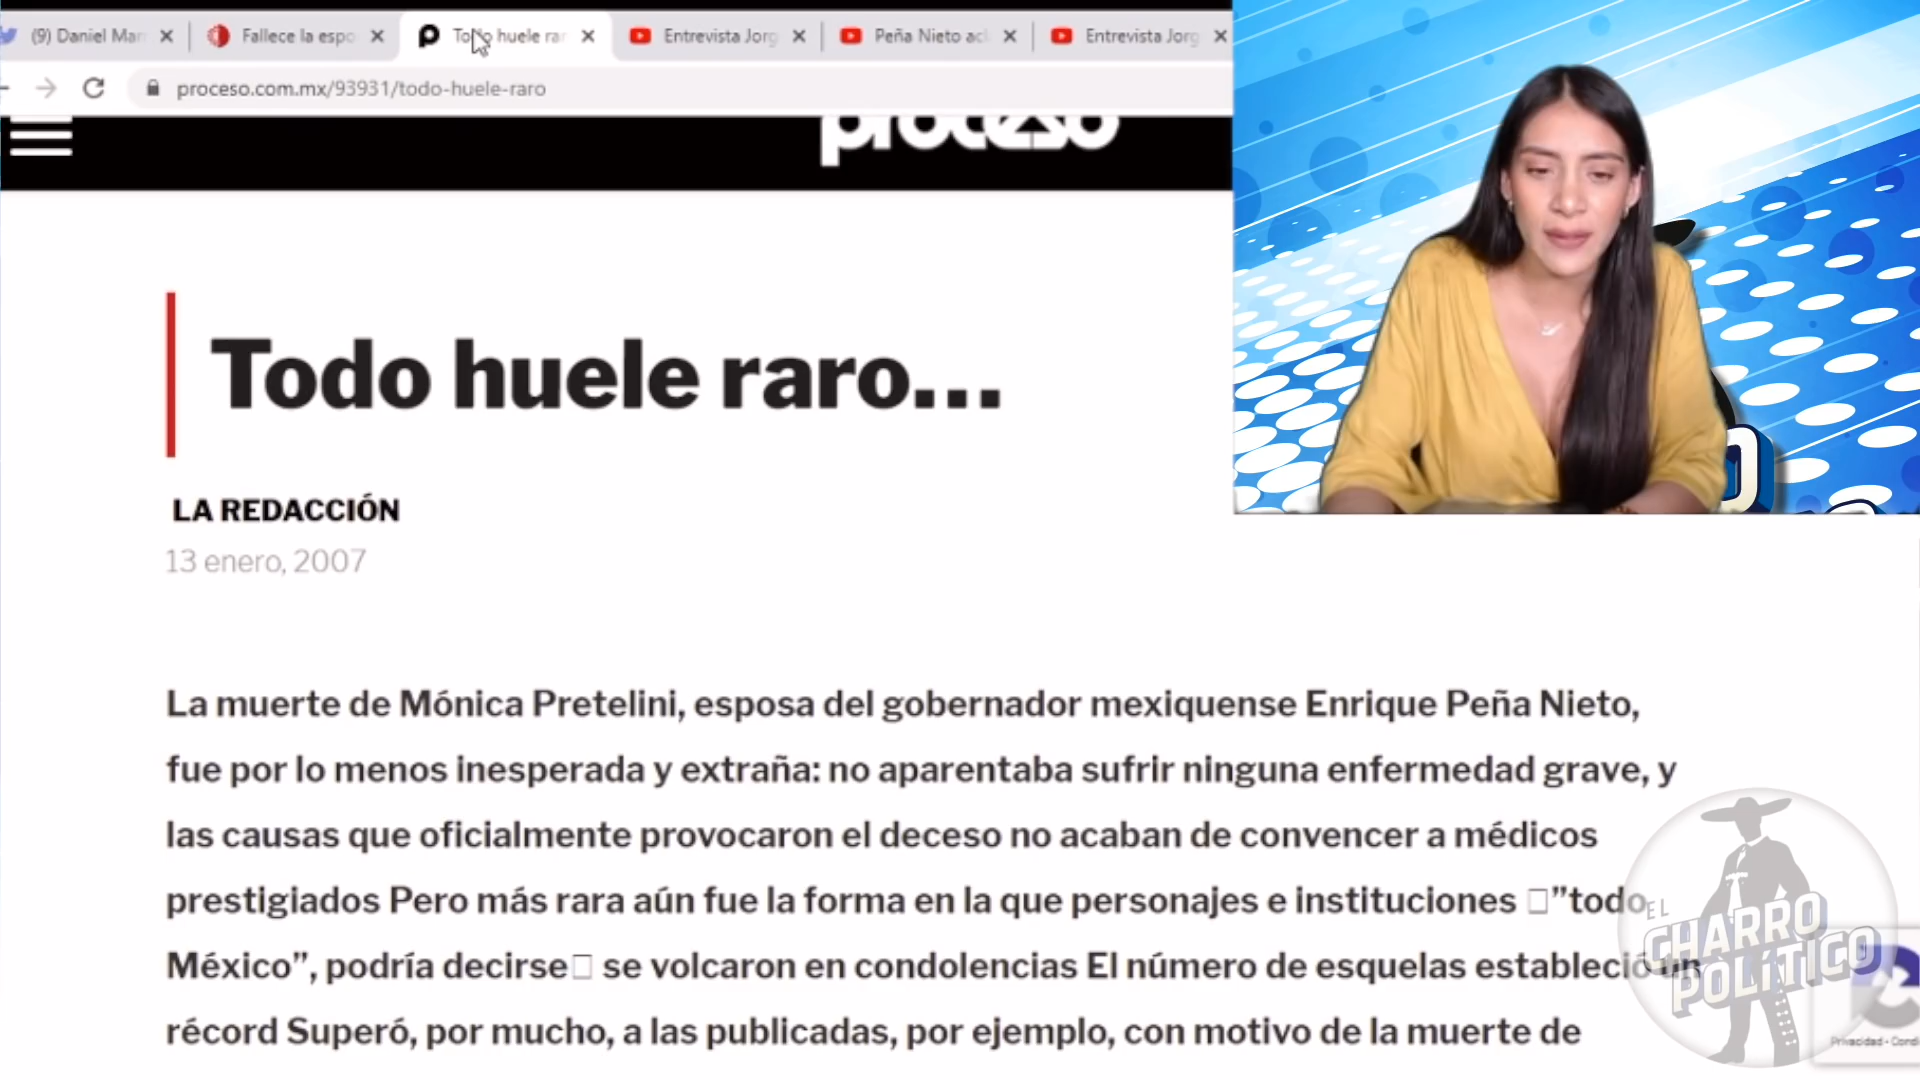 (9) Daniel Mar
Fallece la espo
Todo huele rar
Entrevista Jorg
Peña Nieto acl
Entrevista Jorg
proceso.com.mx/93931/todo-huele-raro
proceso
Todo huele raro...
LA REDACCIÓN
13 enero, 2007
La muerte de Mónica Pretelini, esposa del gobernador mexiquense Enrique Peña Nieto,
fue por lo menos inesperada y extraña: no aparentaba sufrir ninguna enfermedad grave, y
las causas que oficialmente provocaron el deceso no acaban de convencer a médicos
prestigiados Pero más rara aún fue la forma en la que personajes e instituciones □”todo
México”, podría decirse□ se volcaron en condolencias El número de esquelas estableció un
récord Superó, por mucho, a las publicadas, por ejemplo, con motivo de la muerte de
EL
CHARRO
POLÍTICO
Privacidad - Condi